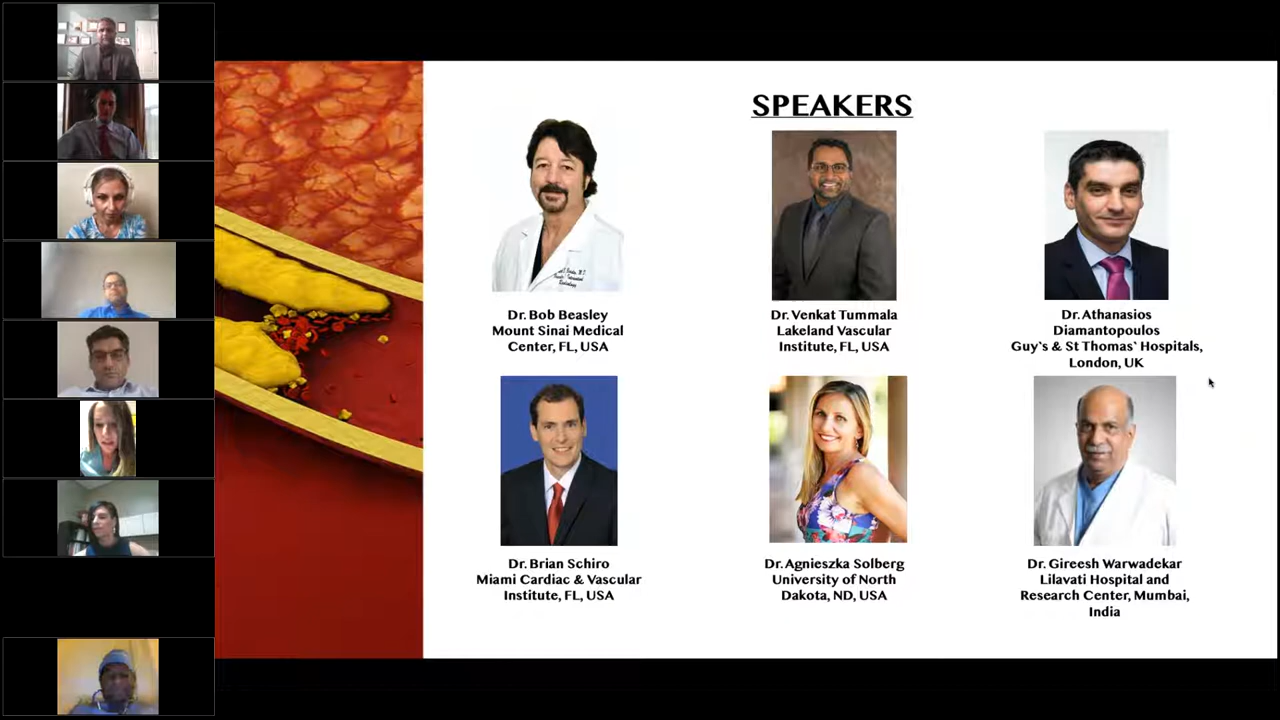 SPEAKERS
Dr. Bob Beasley
Mount Sinai Medical
Center, FL, USA
Dr. Venkat Tummala
Lakeland Vascular
Institute, FL, USA
Dr. Athanasios
Diamantopoulos
Guy`s & St Thomas` Hospitals,
London, UK
Dr. Brian Schiro
Miami Cardiac & Vascular
Institute, FL, USA
Dr. Agnieszka Solberg
University of North
Dakota, ND, USA
Dr. Gireesh Warwadekar
Lilavati Hospital and
Research Center, Mumbai,
India